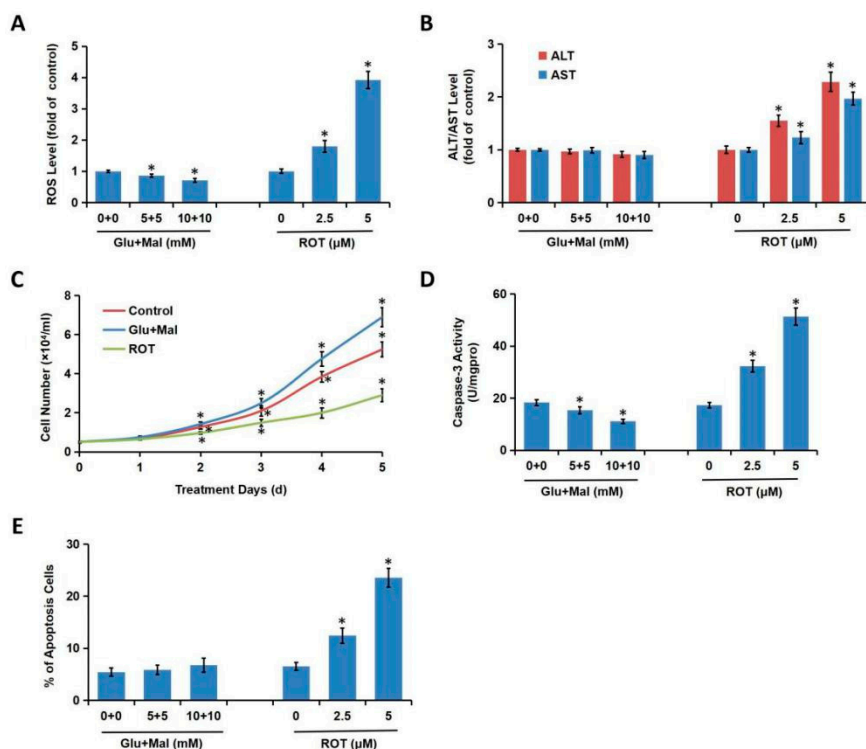 A
ROS Level (fold of control)
5
4
3
2
1
0
* * * *
0+0 5+5 10+10 0 2.5 5
Glu+Mal (mM) ROT (µM)
B
ALT/AST Level
(fold of control)
3
2
1
0
ALT
AST
* * * *
0+0 5+5 10+10 0 2.5 5
Glu+Mal (mM) ROT (µM)
C
Cell Number (×10⁴/ml)
8
6
4
2
0
Control
Glu+Mal
ROT
* * * *
* * * *
* * * *
0 1 2 3 4 5
Treatment Days (d)
D
Caspase-3 Activity
(U/mgpro)
60
40
20
0
* * * *
0+0 5+5 10+10 0 2.5 5
Glu+Mal (mM) ROT (µM)
E
% of Apoptosis Cells
30
20
10
0
* *
0+0 5+5 10+10 0 2.5 5
Glu+Mal (mM) ROT (µM)